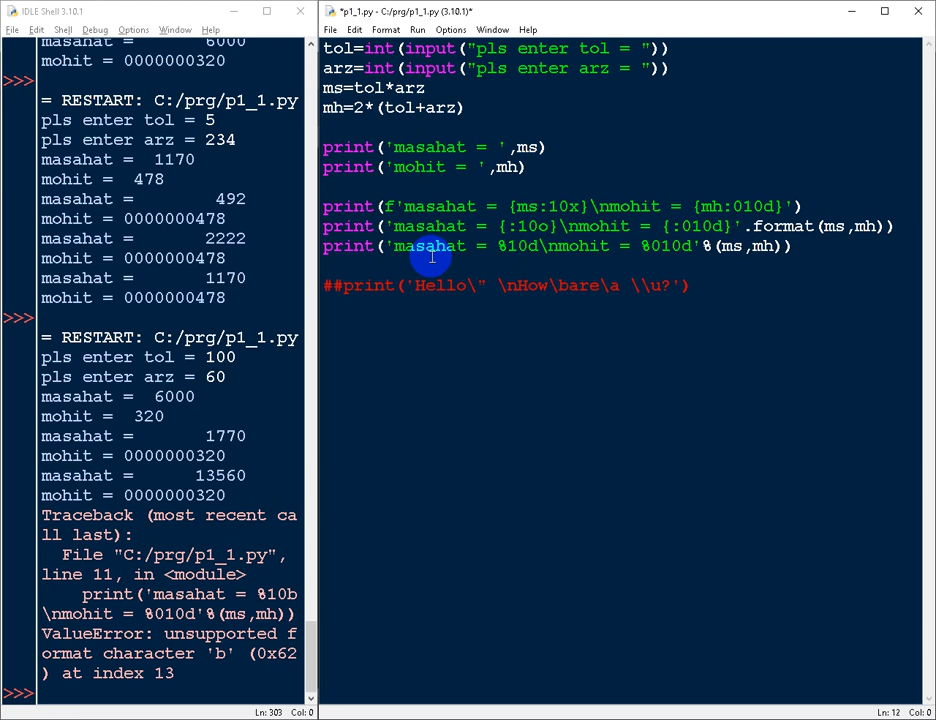 IDLE Shell 3.10.1
File Edit Shell Debug Options Window Help
masahat =       6000
mohit = 0000000320
>>>
= RESTART: C:/prg/p1_1.py
pls enter tol = 5
pls enter arz = 234
masahat =  1170
mohit =  478
masahat =        492
mohit = 0000000478
masahat =       2222
mohit = 0000000478
masahat =       1170
mohit = 0000000478
>>>
= RESTART: C:/prg/p1_1.py
pls enter tol = 100
pls enter arz = 60
masahat =  6000
mohit =  320
masahat =       1770
mohit = 0000000320
masahat =      13560
mohit = 0000000320
Traceback (most recent ca
ll last):
  File "C:/prg/p1_1.py",
line 11, in <module>
    print('masahat = %10b
\nmohit = %010d'%(ms,mh))
ValueError: unsupported f
ormat character 'b' (0x62
) at index 13
>>>
Ln: 303 Col: 0
*p1_1.py - C:/prg/p1_1.py (3.10.1)*
File Edit Format Run Options Window Help
tol=int(input("pls enter tol = "))
arz=int(input("pls enter arz = "))
ms=tol*arz
mh=2*(tol+arz)
print('masahat = ',ms)
print('mohit = ',mh)
print(f'masahat = {ms:10x}\nmohit = {mh:010d}')
print('masahat = {:10o}\nmohit = {:010d}'.format(ms,mh))
print('masahat = %10d\nmohit = %010d'%(ms,mh))
##print('Hello\" \nHow\bare\a \\u?')
Ln: 12 Col: 0